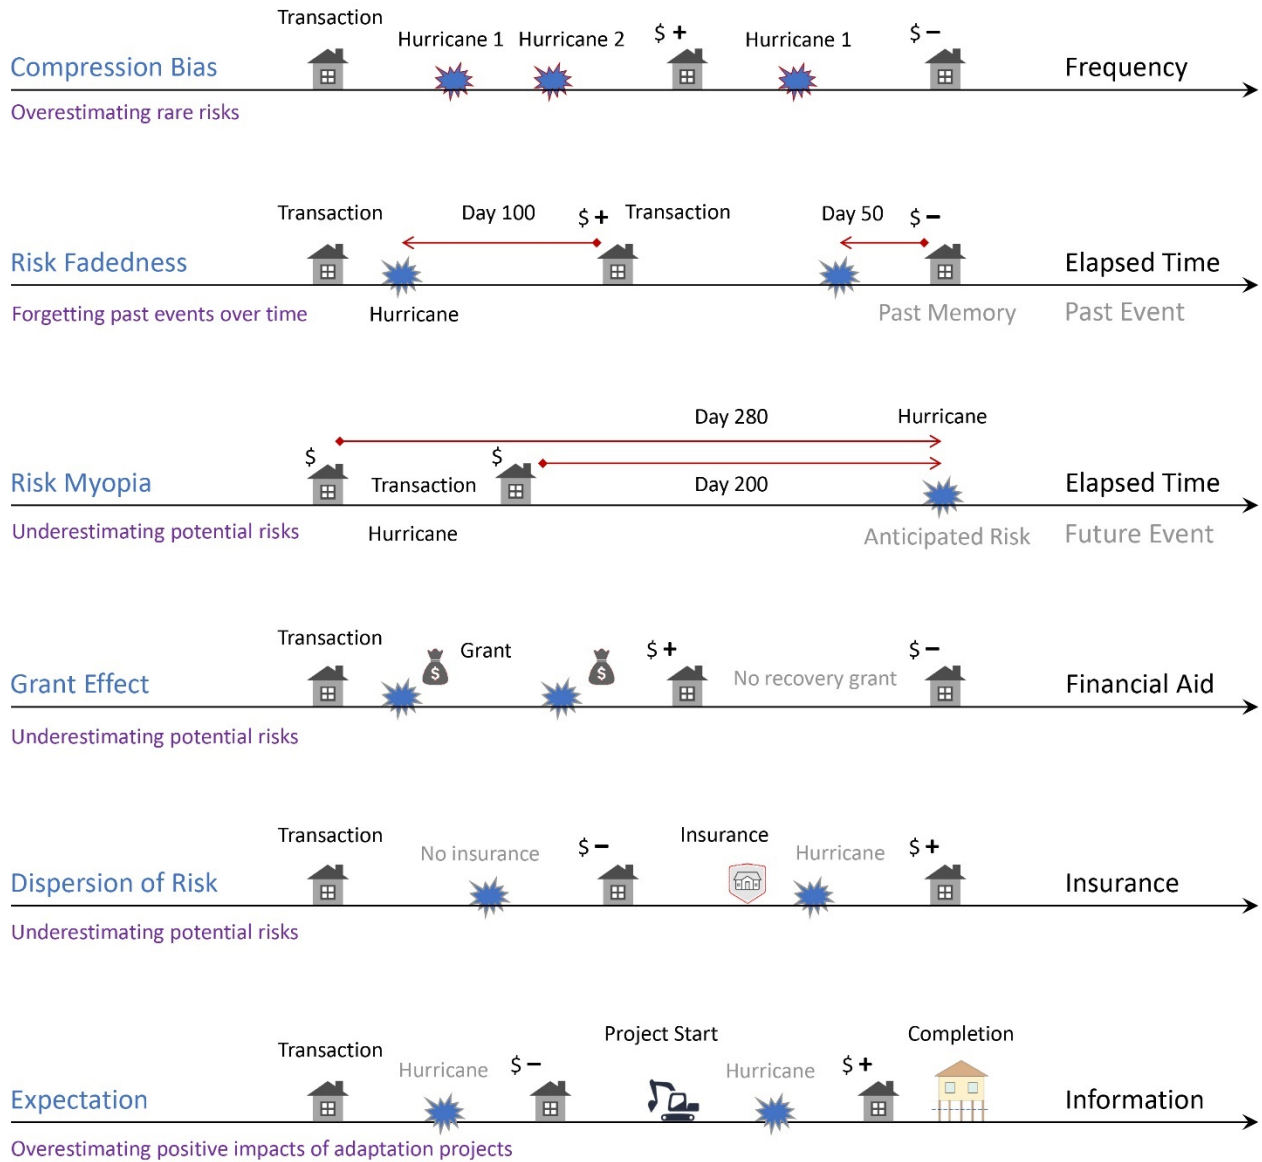 Transaction
Hurricane 1 Hurricane 2 $ + Hurricane 1 $ −
Compression Bias Frequency
Overestimating rare risks
Transaction Day 100 $ + Transaction Day 50 $ −
Risk Fadedness Elapsed Time
Forgetting past events over time Hurricane Past Memory Past Event
Day 280 Hurricane
$ $
Risk Myopia Transaction Day 200 Elapsed Time
Underestimating potential risks Hurricane Anticipated Risk Future Event
Transaction Grant $ + $ −
Grant Effect $ $ No recovery grant Financial Aid
Underestimating potential risks
Transaction No insurance $ − Insurance Hurricane $ +
Dispersion of Risk Insurance
Underestimating potential risks
Project Start Completion
Transaction Hurricane $ − Hurricane $ +
Expectation Information
Overestimating positive impacts of adaptation projects